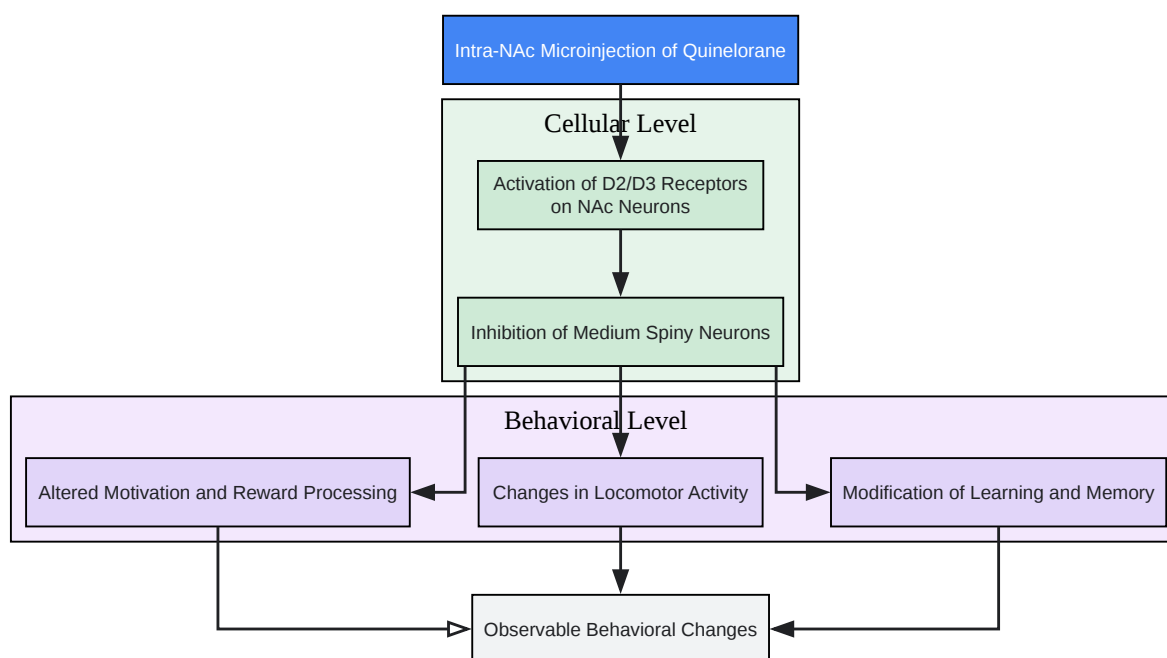 Intra-NAc Microinjection of Quinelorane
Cellular Level
Activation of D2/D3 Receptors
on NAc Neurons
Inhibition of Medium Spiny Neurons
Behavioral Level
Altered Motivation and Reward Processing
Changes in Locomotor Activity
Modification of Learning and Memory
Observable Behavioral Changes